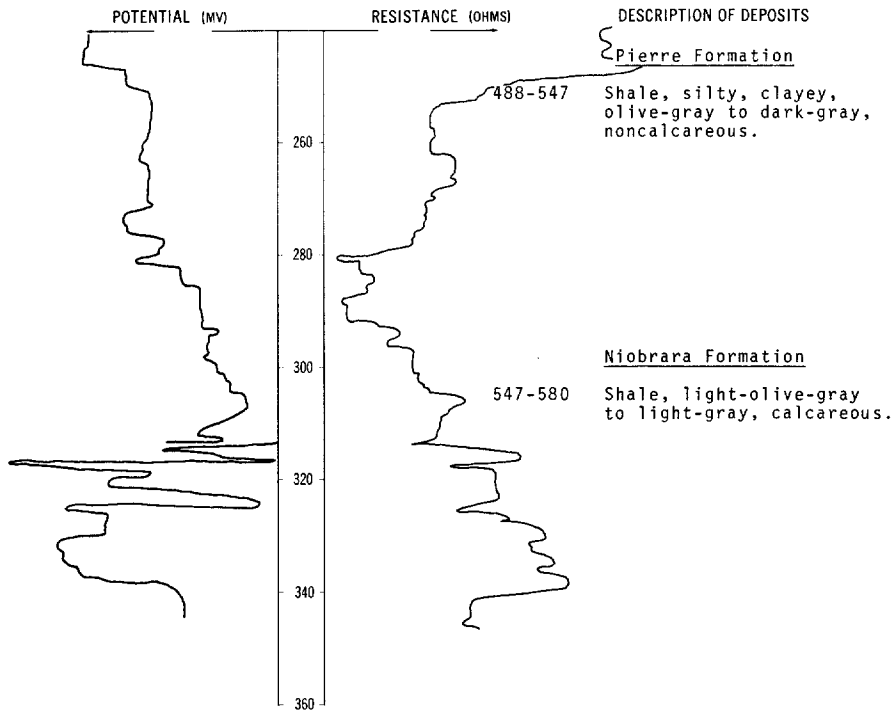 POTENTIAL (MV)
RESISTANCE (OHMS)
DESCRIPTION OF DEPOSITS
Pierre Formation
488-547
Shale, silty, clayey,
olive-gray to dark-gray,
noncalcareous.
260
280
300
Niobrara Formation
547-580
Shale, light-olive-gray
to light-gray, calcareous.
320
340
360